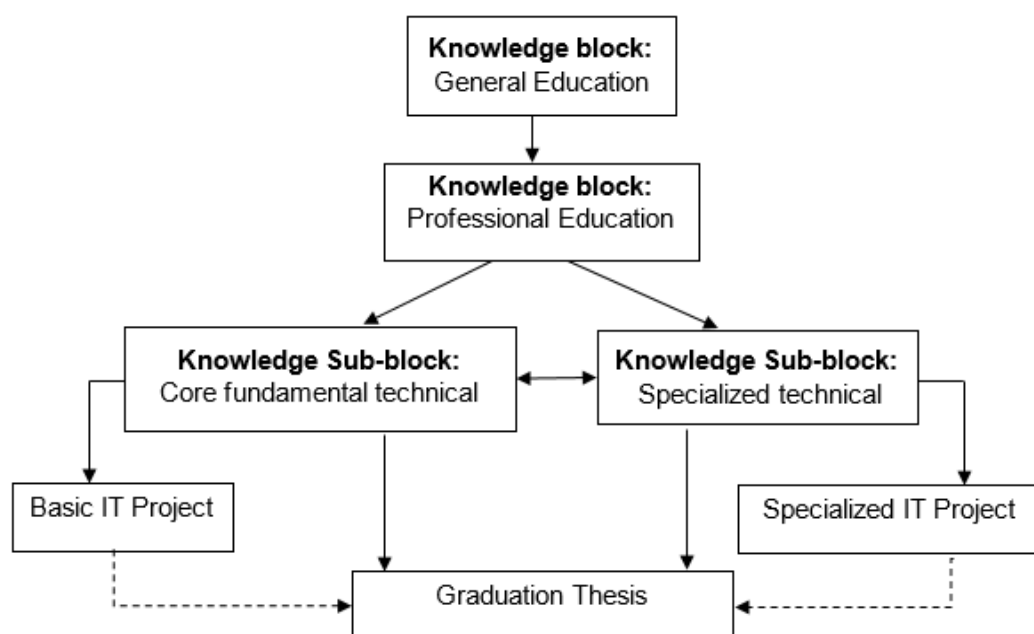 Knowledge block:
General Education
Knowledge block:
Professional Education
Knowledge Sub-block:
Core fundamental technical
Knowledge Sub-block:
Specialized technical
Basic IT Project
Specialized IT Project
Graduation Thesis